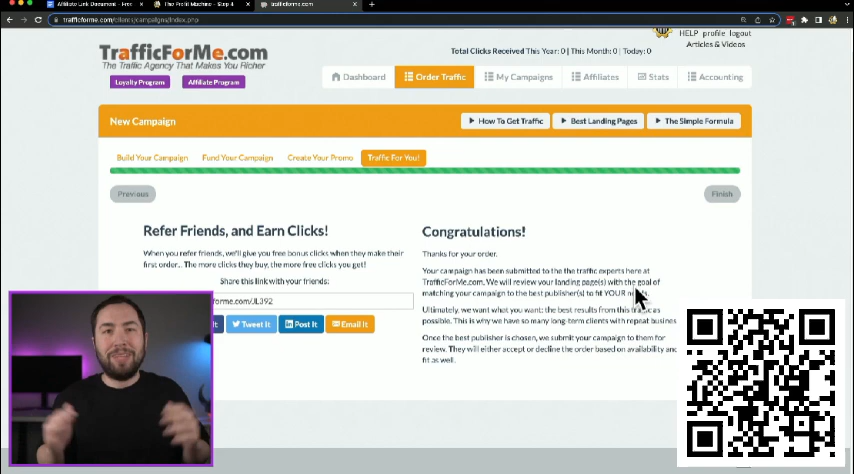 Affiliate Link Document - Free
The Profit Machine - Step 4
trafficforme.com
trafficforme.com/clients/campaigns/index.php
HELP profile logout
Articles & Videos
TrafficForMe.com
The Traffic Agency That Makes You Richer
Total Clicks Received This Year: 0 | This Month: 0 | Today: 0
Loyalty Program
Affiliate Program
Dashboard
Order Traffic
My Campaigns
Affiliates
Stats
Accounting
New Campaign
How To Get Traffic
Best Landing Pages
The Simple Formula
Build Your Campaign
Fund Your Campaign
Create Your Promo
Traffic For You!
Previous
Finish
Refer Friends, and Earn Clicks!
When you refer friends, we'll give you free bonus clicks when they make their
first order... The more clicks they buy, the more free clicks you get!
Share this link with your friends:
forme.com/JL392
It
Tweet it
Post it
Email it
Congratulations!
Thanks for your order.
Your campaign has been submitted to the the traffic experts here at
TrafficForMe.com. We will review your landing page(s) with the goal of
matching your campaign to the best publisher(s) to fit YOUR
Ultimately, we want what you want: the best results from this traffic as
possible. This is why we have so many long-term clients with repeat business
Once the best publisher is chosen, we submit your campaign to them for
review. They will either accept or decline the order based on availability and
fit as well.